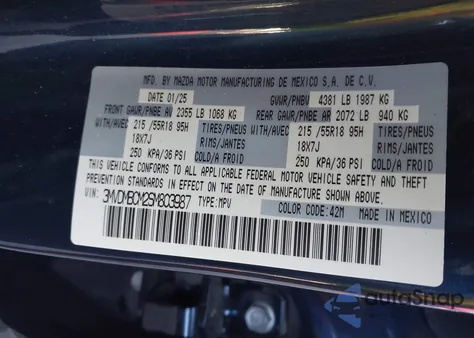 MFD. BY MAZDA MOTOR MANUFACTURING DE MEXICO S.A. DE C.V.
DATE 01/25 GVWR/PNBV 4381 LB 1987 KG
FRONT GAWR/PNBE AV 2355 LB 1068 KG REAR GAWR/PNBE AR 2072 LB 940 KG
WITH/AVEC 215 /55R18 95H TIRES/PNEUS WITH/AVEC 215 /55R18 95H TIRES/PNEUS
18X7J RIMS/JANTES 18X7J RIMS/JANTES
250 KPA/36 PSI COLD/A FROID 250 KPA/36 PSI COLD/A FROID
THIS VEHICLE CONFORMS TO ALL APPLICABLE FEDERAL MOTOR VEHICLE SAFETY AND THEFT
PREVENTION STANDARDS IN EFFECT ON THE DATE OF MANUFACTURE SHOWN ABOVE.
VIN: 3MVDMBCM2SM803987 TYPE: MPV COLOR CODE: 42M MADE IN MEXICO
autoSnap